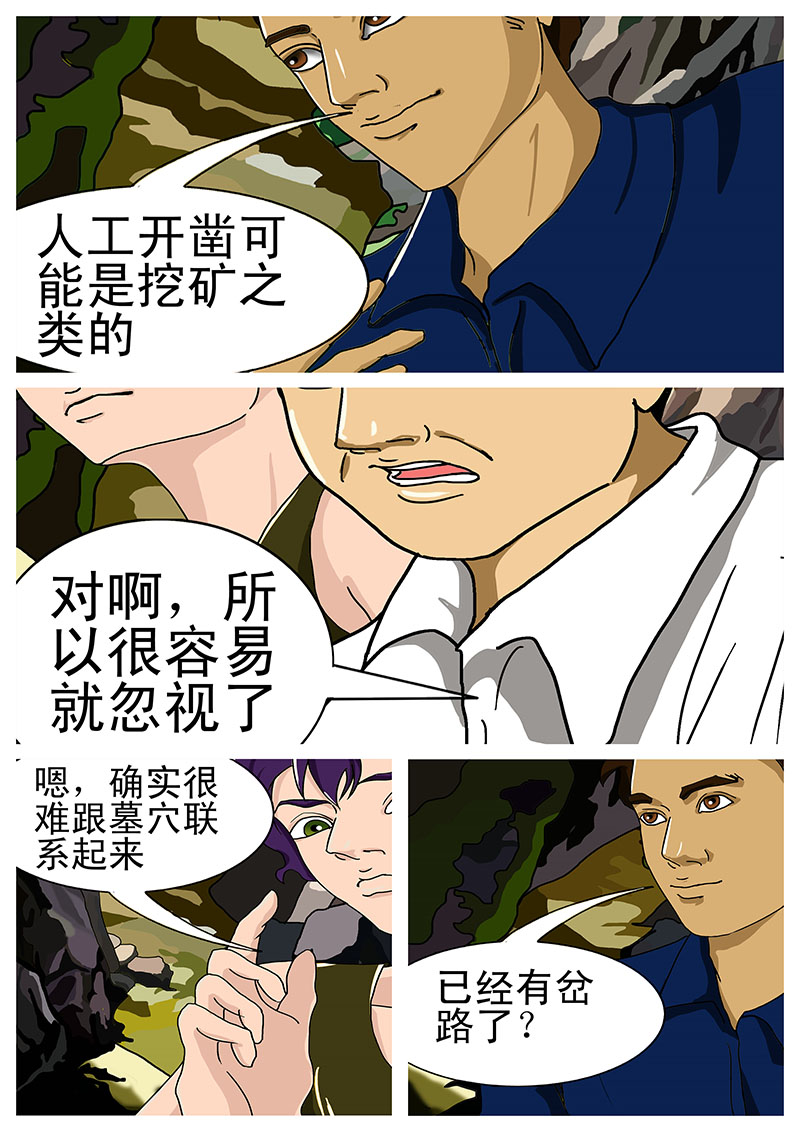 人工开凿可
能是挖矿之
类的
对啊，所
以很容易
就忽视了
嗯，确实很
难跟墓穴联
系起来
已经有岔
路了？